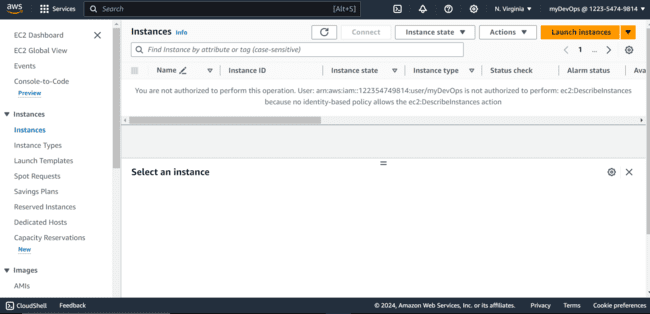 aws Services Search [Alt+S] N. Virginia myDevOps @ 1223-5474-9814
EC2 Dashboard
EC2 Global View
Events
Console-to-Code
Preview
Instances
Instances
Instance Types
Launch Templates
Spot Requests
Savings Plans
Reserved Instances
Dedicated Hosts
Capacity Reservations
New
Images
AMIs
Instances Info Connect Instance state Actions Launch instances
Find Instance by attribute or tag (case-sensitive) 1 ...
Name Instance ID Instance state Instance type Status check Alarm status Ava
You are not authorized to perform this operation. User: arn:aws:iam::122354749814:user/myDevOps is not authorized to perform: ec2:DescribeInstances
because no identity-based policy allows the ec2:DescribeInstances action
Select an instance
CloudShell Feedback © 2024, Amazon Web Services, Inc. or its affiliates. Privacy Terms Cookie preferences